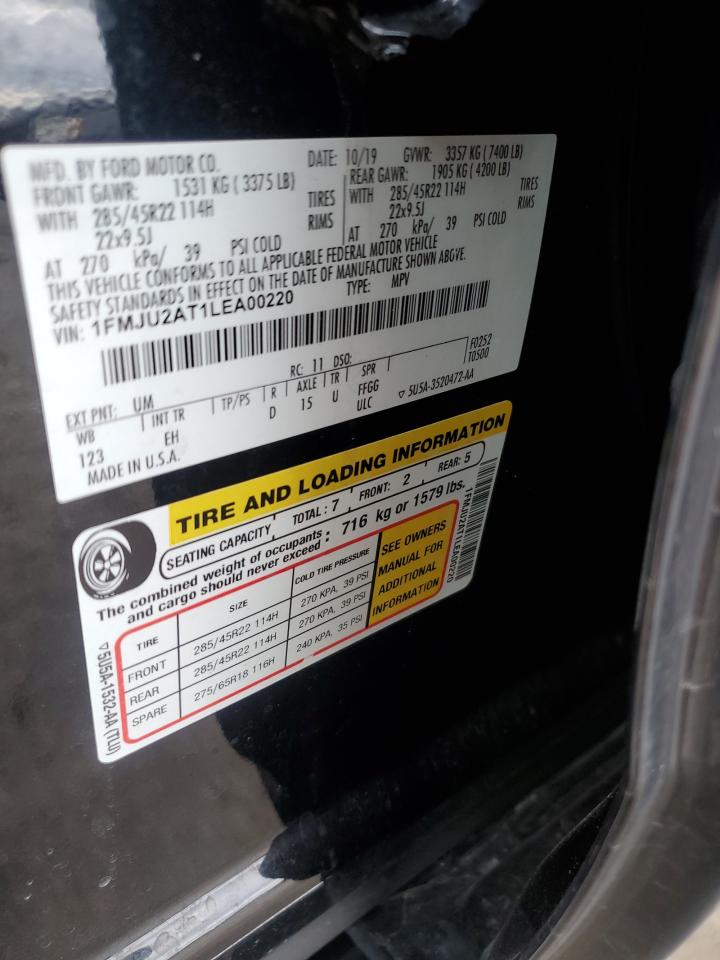 MFD. BY FORD MOTOR CO.
DATE: 10/19 GVWR: 3357 KG ( 7400 LB)
FRONT GAWR: 1531 KG ( 3375 LB) REAR GAWR: 1905 KG ( 4200 LB)
WITH 285/45R22 114H TIRES WITH 285/45R22 114H TIRES
22x9.5J RIMS 22x9.5J RIMS
AT 270 kPa/ 39 PSI COLD AT 270 kPa/ 39 PSI COLD
THIS VEHICLE CONFORMS TO ALL APPLICABLE FEDERAL MOTOR VEHICLE
SAFETY STANDARDS IN EFFECT ON THE DATE OF MANUFACTURE SHOWN ABOVE.
VIN: 1FMJU2AT1LEA00220 TYPE: MPV
F0252
T0500
EXT PNT: UM RC: 11 DSO:
WB INT TR TP/PS R AXLE TR SPR
123 EH D 15 U FFGG
ULC
▽ 5U5A-3520472-AA
MADE IN U.S.A.
TIRE AND LOADING INFORMATION
SEATING CAPACITY TOTAL: 7 FRONT: 2 REAR: 5
The combined weight of occupants
and cargo should never exceed : 716 kg or 1579 lbs.
TIRE SIZE COLD TIRE PRESSURE
FRONT 285/45R22 114H 270 KPA, 39 PSI
REAR 285/45R22 114H 270 KPA, 39 PSI
SPARE 275/65R18 116H 240 KPA, 35 PSI
SEE OWNERS
MANUAL FOR
ADDITIONAL
INFORMATION
1FMJU2AT1LEA00220
▽ 5U5A-1532-AA (TLU)